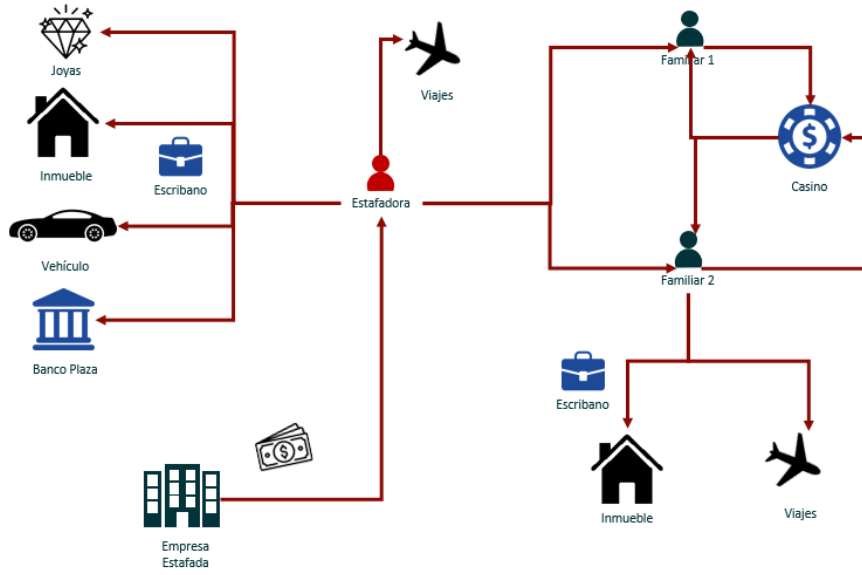 Joyas
Viajes
Familiar 1
Inmueble
Escribano
Casino
Estafadora
Vehículo
Familiar 2
Banco Plaza
Escribano
Inmueble
Viajes
Empresa
Estafada